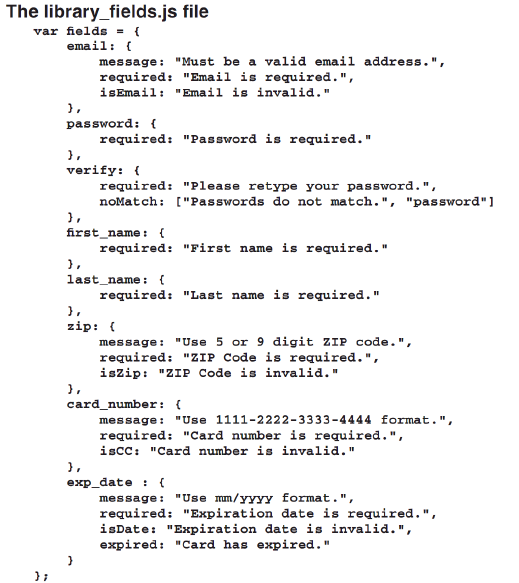 The library_fields.js file
var fields = {
    email: {
        message: "Must be a valid email address.",
        required: "Email is required.",
        isEmail: "Email is invalid."
    },
    password: {
        required: "Password is required."
    },
    verify: {
        required: "Please retype your password.",
        noMatch: ["Passwords do not match.", "password"]
    },
    first_name: {
        required: "First name is required."
    },
    last_name: {
        required: "Last name is required."
    },
    zip: {
        message: "Use 5 or 9 digit ZIP code.",
        required: "ZIP Code is required.",
        isZip: "ZIP Code is invalid."
    },
    card_number: {
        message: "Use 1111-2222-3333-4444 format.",
        required: "Card number is required.",
        isCC: "Card number is invalid."
    },
    exp_date : {
        message: "Use mm/yyyy format.",
        required: "Expiration date is required.",
        isDate: "Expiration date is invalid.",
        expired: "Card has expired."
    }
};